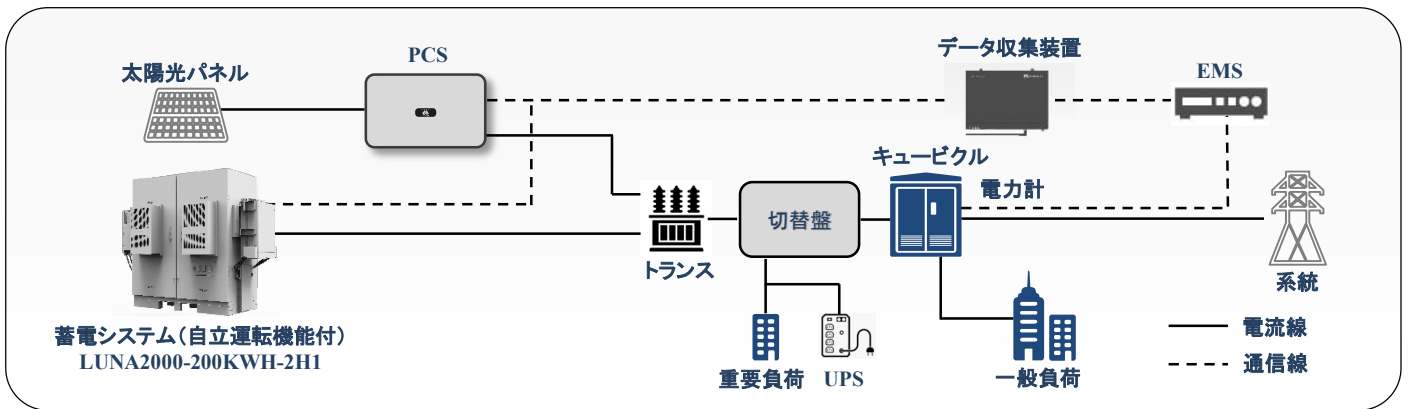 PCS
データ収集装置
太陽光パネル
EMS
キュービクル
電力計
切替盤
トランス
系統
蓄電システム(自立運転機能付)
LUNA2000-200KWH-2H1
重要負荷
UPS
一般負荷
電流線
通信線